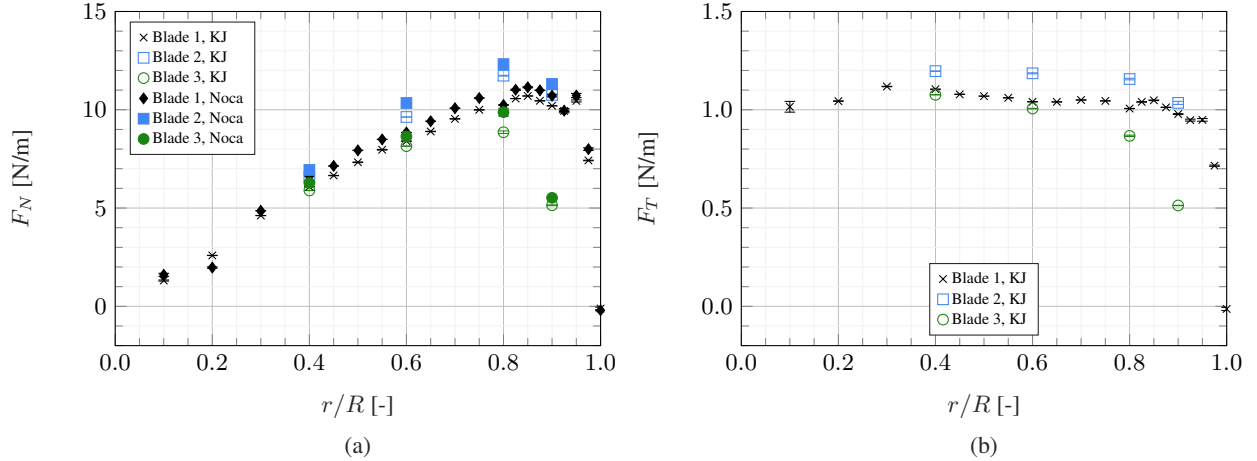 15
10
5
0
0.0 0.2 0.4 0.6 0.8 1.0
F_N [N/m]
r/R [-]
Blade 1, KJ
Blade 2, KJ
Blade 3, KJ
Blade 1, Noca
Blade 2, Noca
Blade 3, Noca
(a)
1.5
1.0
0.5
0.0
0.0 0.2 0.4 0.6 0.8 1.0
F_T [N/m]
r/R [-]
Blade 1, KJ
Blade 2, KJ
Blade 3, KJ
(b)